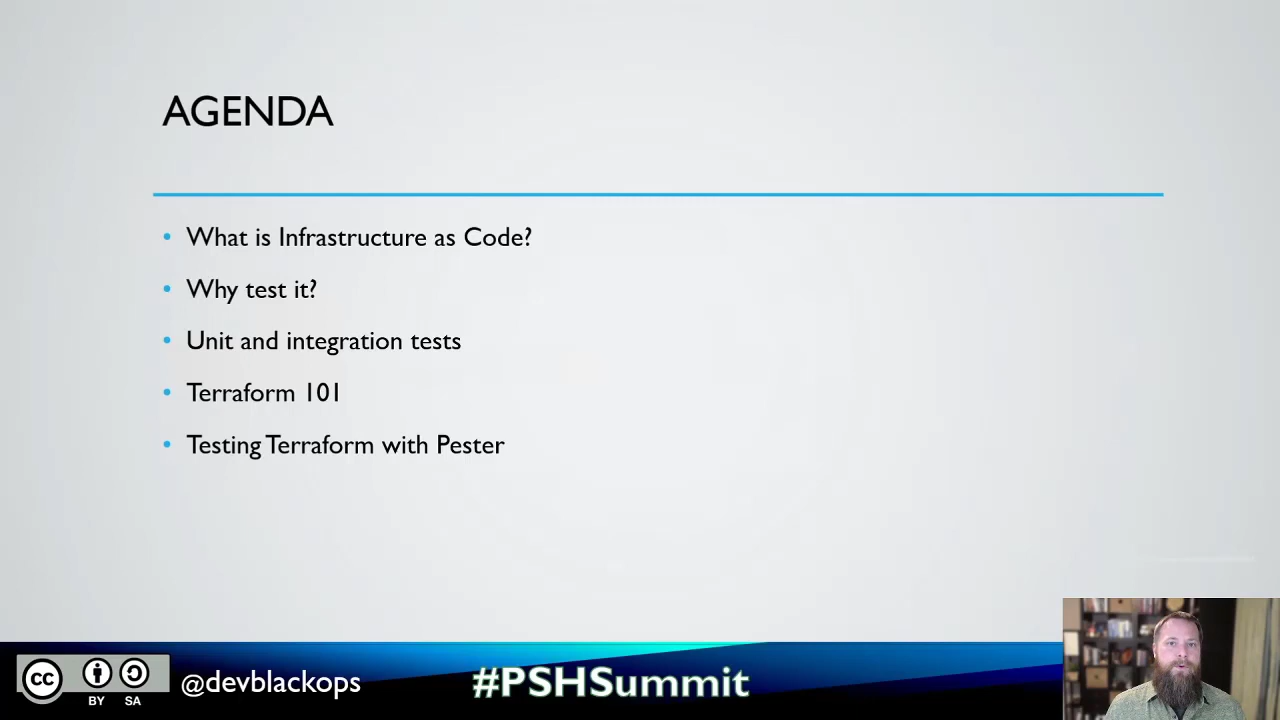 AGENDA
What is Infrastructure as Code?
Why test it?
Unit and integration tests
Terraform 101
Testing Terraform with Pester
cc
BY SA
@devblackops
#PSHSummit